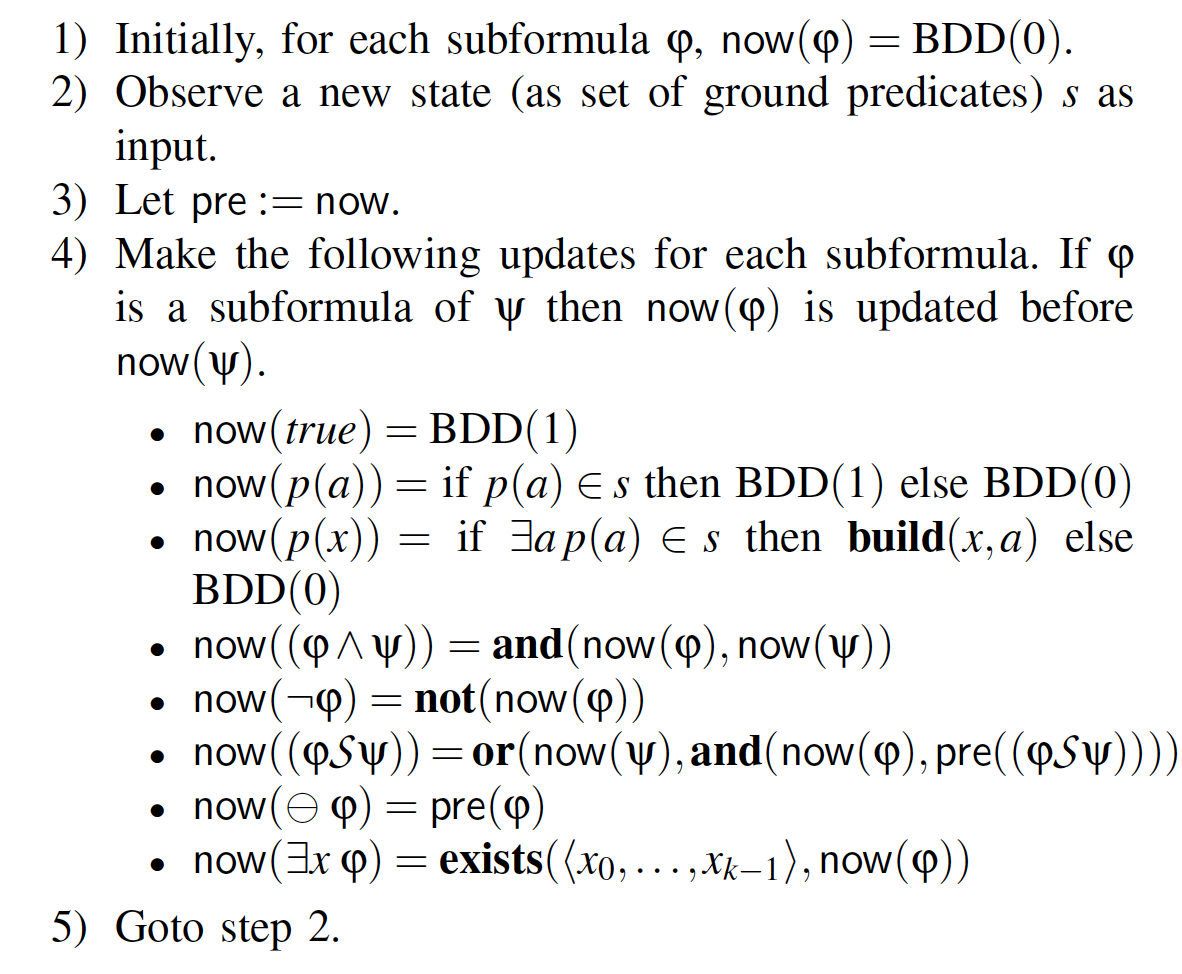 1) Initially, for each subformula φ, now(φ) = BDD(0).
2) Observe a new state (as set of ground predicates) s as
input.
3) Let pre := now.
4) Make the following updates for each subformula. If φ
is a subformula of ψ then now(φ) is updated before
now(ψ).
• now(true) = BDD(1)
• now(p(a)) = if p(a) ∈ s then BDD(1) else BDD(0)
• now(p(x)) = if ∃a p(a) ∈ s then build(x,a) else
BDD(0)
• now((φ∧ψ)) = and(now(φ),now(ψ))
• now(¬φ) = not(now(φ))
• now((φSψ)) = or(now(ψ),and(now(φ),pre((φSψ))))
• now(⊖ φ) = pre(φ)
• now(∃x φ) = exists(⟨x₀,...,xₖ₋₁⟩,now(φ))
5) Goto step 2.